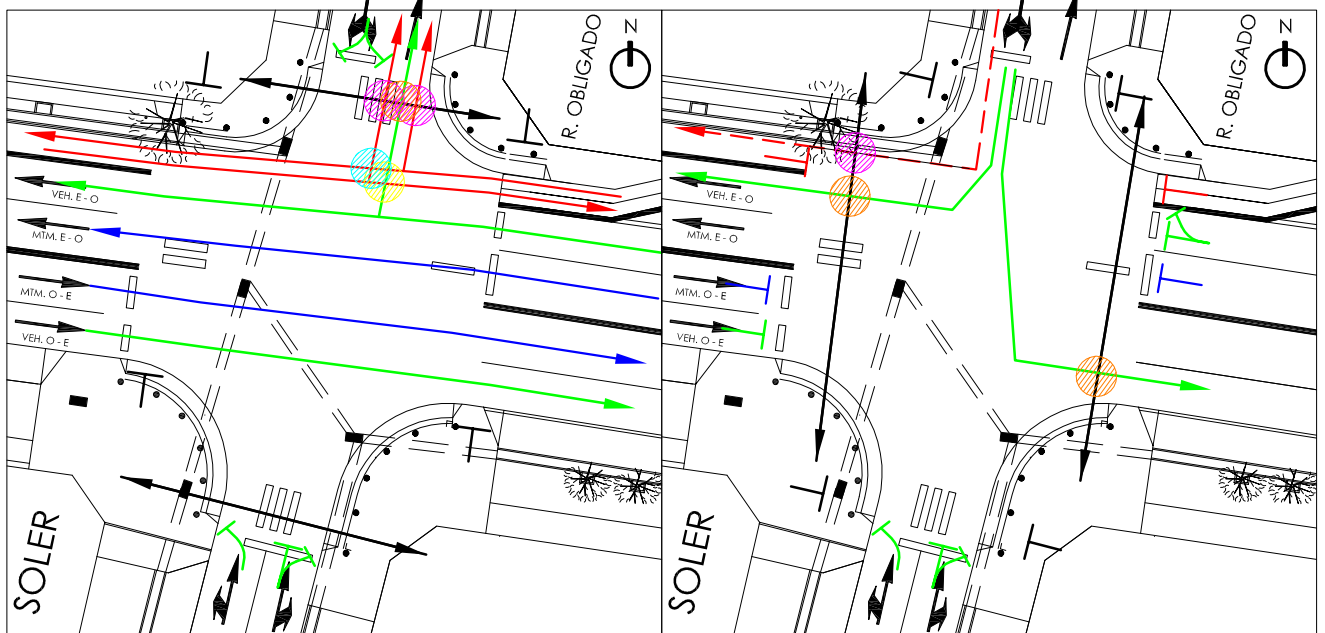 R. OBLIGADO
N
VEH. E - O
MTM. E - O
MTM. O - E
VEH. O - E
SOLER
R. OBLIGADO
N
VEH. E - O
MTM. E - O
MTM. O - E
VEH. O - E
SOLER